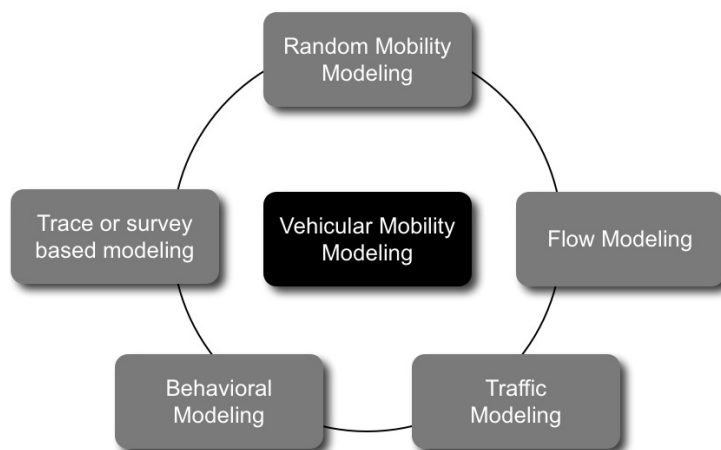 Random Mobility
Modeling
Trace or survey
based modeling
Vehicular Mobility
Modeling
Flow Modeling
Behavioral
Modeling
Traffic
Modeling